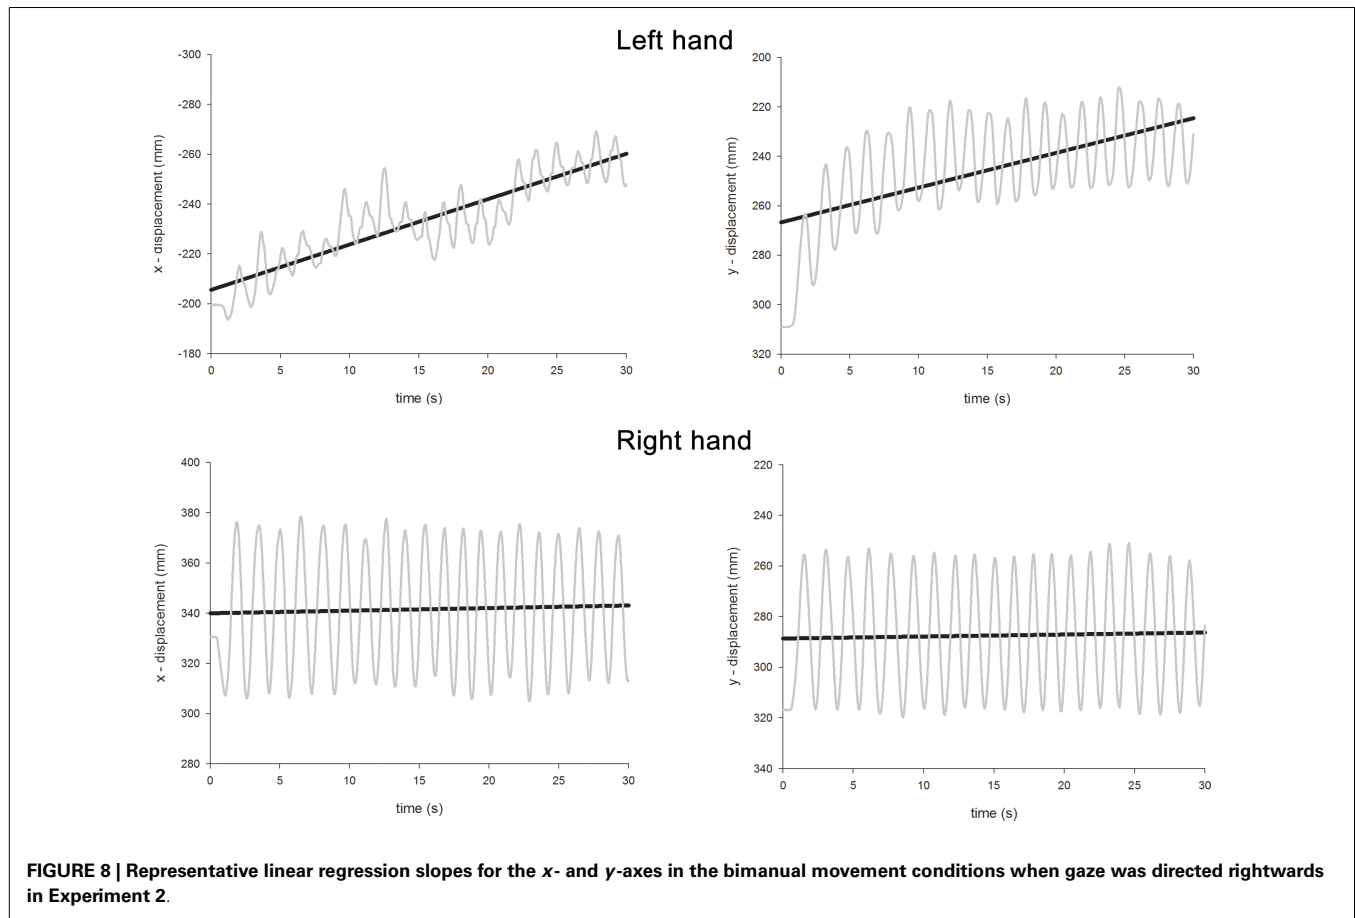 Left hand
-300
-280
-260
-240
-220
-200
-180
x - displacement (mm)
0 5 10 15 20 25 30
time (s)
200
220
240
260
280
300
320
y - displacement (mm)
0 5 10 15 20 25 30
time (s)
Right hand
400
380
360
340
320
300
280
x - displacement (mm)
0 5 10 15 20 25 30
time (s)
220
240
260
280
300
320
340
y - displacement (mm)
0 5 10 15 20 25 30
time (s)
FIGURE 8 | Representative linear regression slopes for the x- and y-axes in the bimanual movement conditions when gaze was directed rightwards
in Experiment 2.